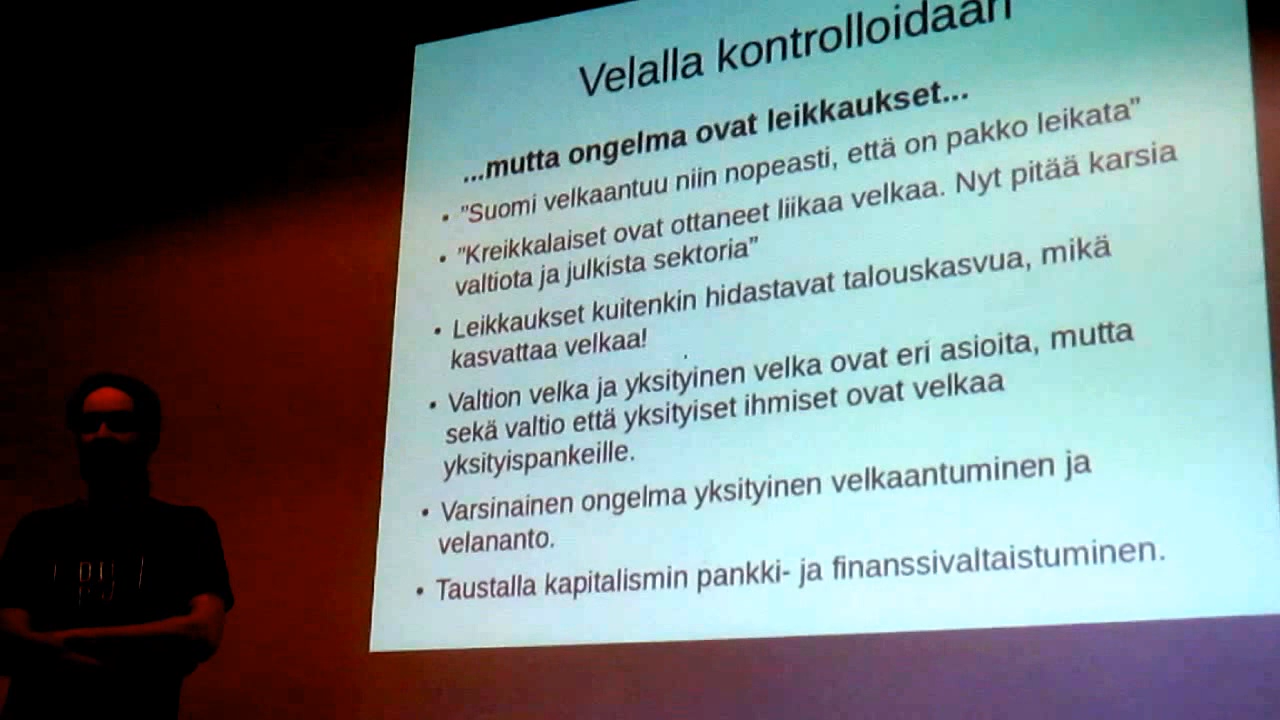 Velalla kontrolloidaan
...mutta ongelma ovat leikkaukset...
• "Suomi velkaantuu niin nopeasti, että on pakko leikata"
• "Kreikkalaiset ovat ottaneet liikaa velkaa. Nyt pitää karsia
valtiota ja julkista sektoria"
• Leikkaukset kuitenkin hidastavat talouskasvua, mikä
kasvattaa velkaa!
• Valtion velka ja yksityinen velka ovat eri asioita, mutta
sekä valtio että yksityiset ihmiset ovat velkaa
yksityispankeille.
• Varsinainen ongelma yksityinen velkaantuminen ja
velananto.
• Taustalla kapitalismin pankki- ja finanssivaltaistuminen.